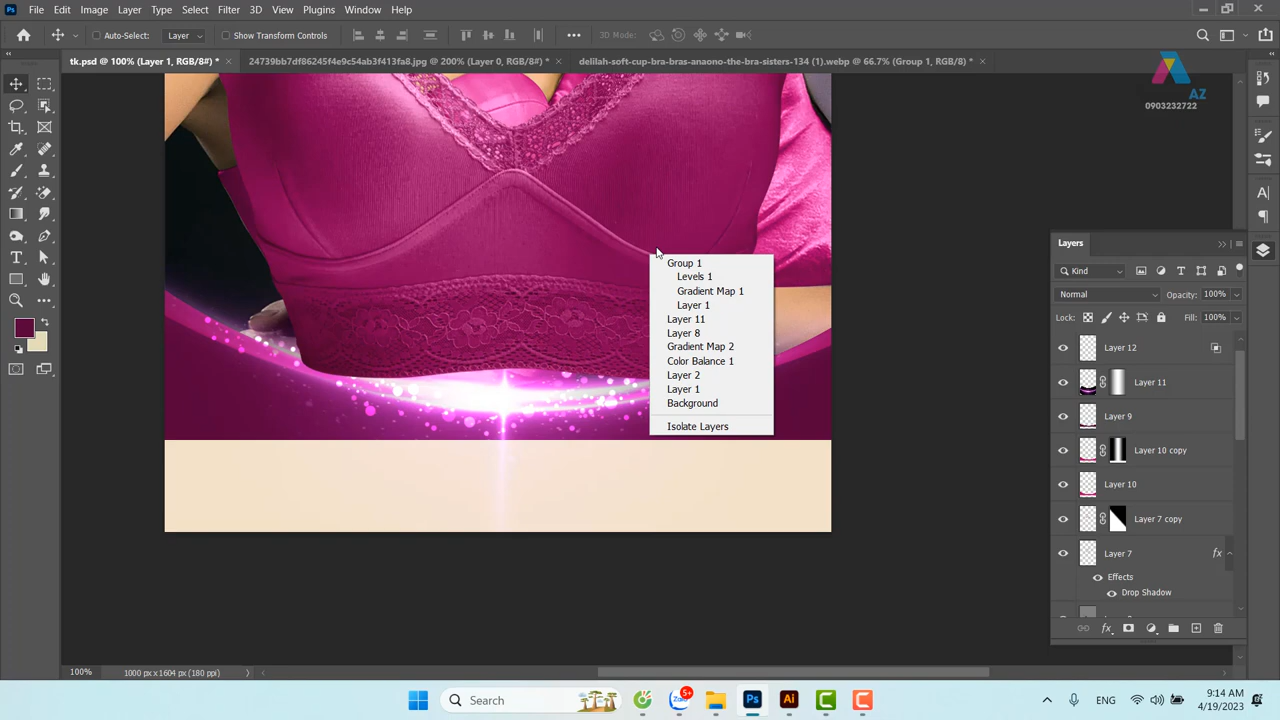 File Edit Image Layer Type Select Filter 3D View Plugins Window Help
Auto-Select: Layer Show Transform Controls 3D Mode:
tk.psd @ 100% (Layer 1, RGB/8#) * 24739bb7df86245f4e9c54ab3f413fa8.jpg @ 200% (Layer 0, RGB/8#) * delilah-soft-cup-bra-bras-anaono-the-bra-sisters-134 (1).webp @ 66.7% (Group 1, RGB/8#) *
AZ
0903232722
Group 1
Levels 1
Gradient Map 1
Layer 1
Layer 11
Layer 8
Gradient Map 2
Color Balance 1
Layer 2
Layer 1
Background
Isolate Layers
Layers
Kind
Normal Opacity: 100%
Lock: Fill: 100%
Layer 12
Layer 11
Layer 9
Layer 10 copy
Layer 10
Layer 7 copy
Layer 7 fx
Effects
Drop Shadow
100% 1000 px x 1604 px (180 ppi)
Search Zalo 5+ Ps Ai ENG 9:14 AM
4/19/2023